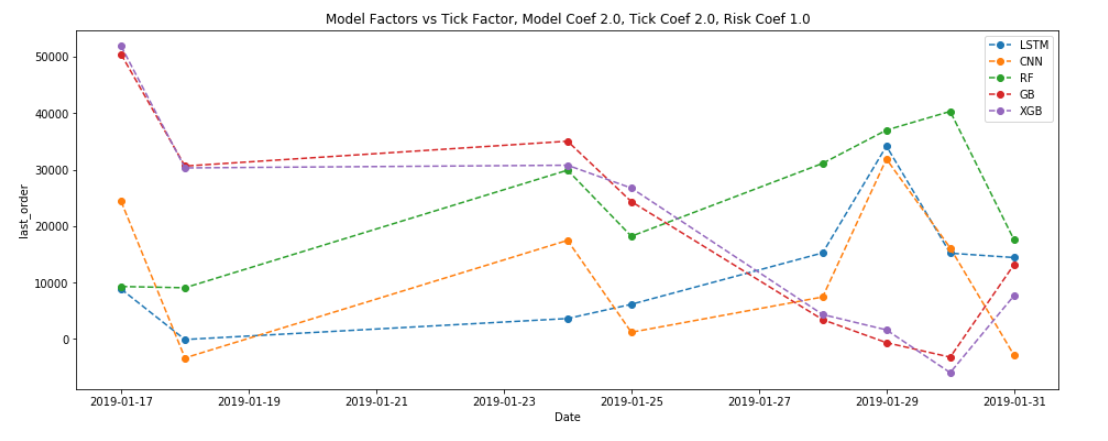 Model Factors vs Tick Factor, Model Coef 2.0, Tick Coef 2.0, Risk Coef 1.0
LSTM
CNN
RF
GB
XGB
last_order
50000
40000
30000
20000
10000
0
2019-01-17 2019-01-19 2019-01-21 2019-01-23 2019-01-25 2019-01-27 2019-01-29 2019-01-31
Date